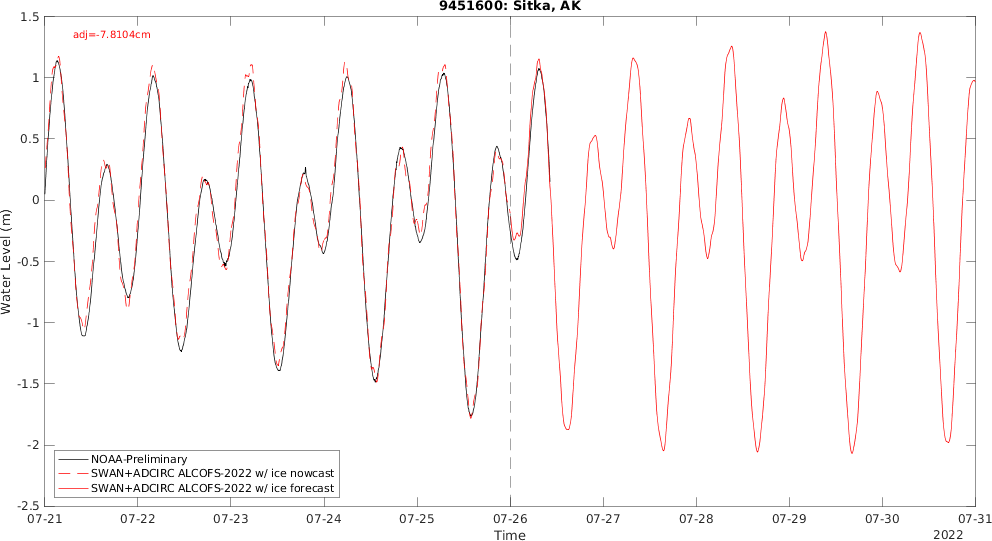 9451600: Sitka, AK
adj=-7.8104cm
1.5
1
0.5
0
-0.5
-1
-1.5
-2
-2.5
Water Level (m)
NOAA-Preliminary
SWAN+ADCIRC ALCOFS-2022 w/ ice nowcast
SWAN+ADCIRC ALCOFS-2022 w/ ice forecast
07-21 07-22 07-23 07-24 07-25 07-26 07-27 07-28 07-29 07-30 07-31
Time
2022